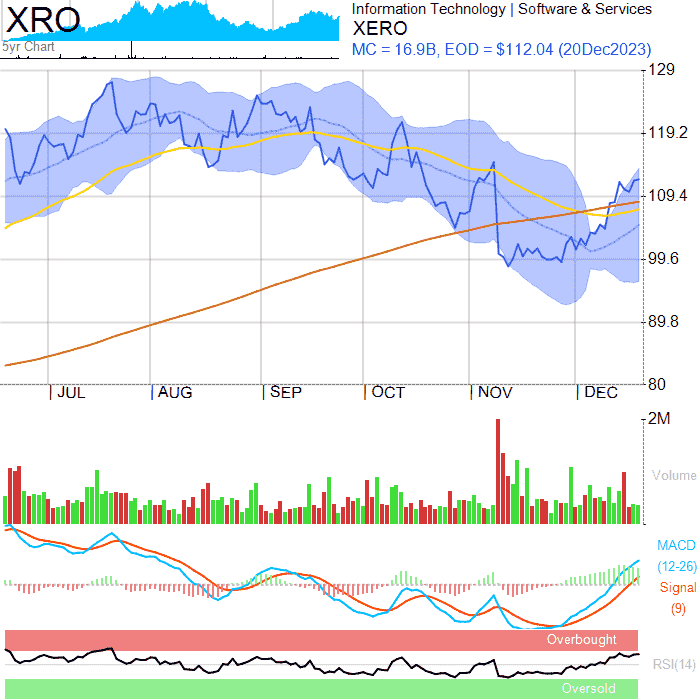 XRO
5yr Chart
Information Technology | Software & Services
XERO
MC = 16.9B, EOD = $112.04 (20Dec2023)
129
119.2
109.4
99.6
89.8
80
JUL AUG SEP OCT NOV DEC
2M
Volume
MACD
(12-26)
Signal
(9)
Overbought
RSI(14)
Oversold